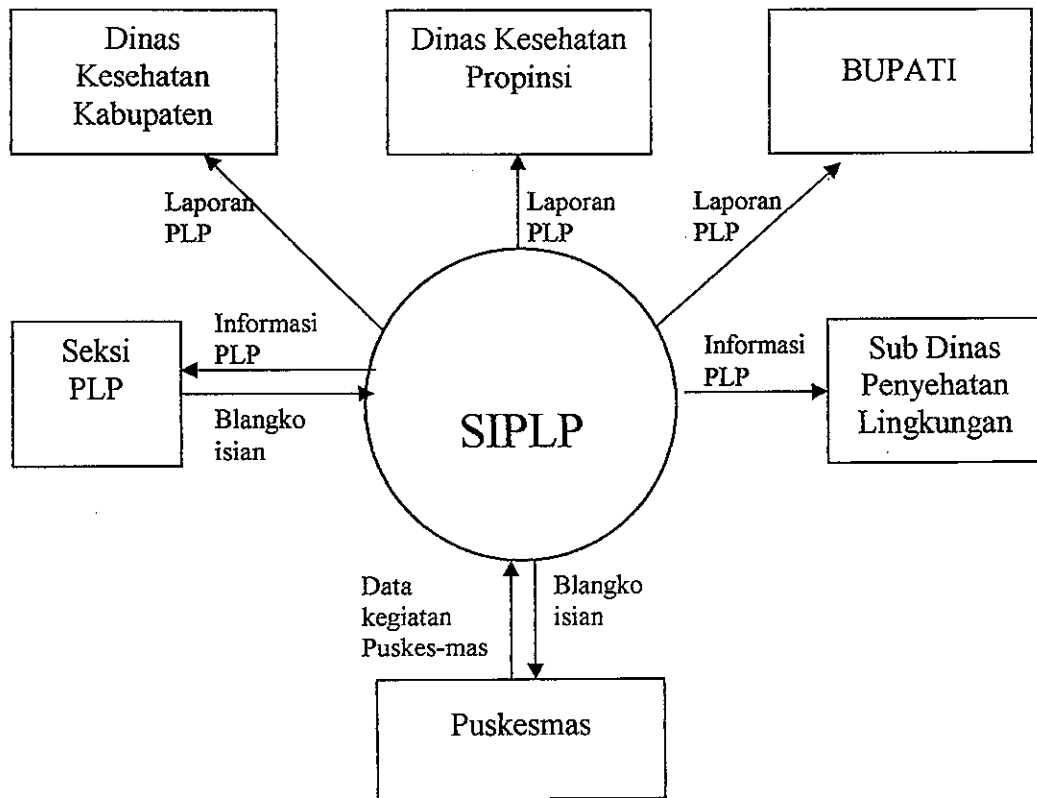 Dinas
Kesehatan
Kabupaten
Dinas Kesehatan
Propinsi
BUPATI
Laporan
PLP
Laporan
PLP
Laporan
PLP
Seksi
PLP
Informasi
PLP
Blangko
isian
SIPLP
Informasi
PLP
Sub Dinas
Penyehatan
Lingkungan
Data
kegiatan
Puskes-mas
Blangko
isian
Puskesmas